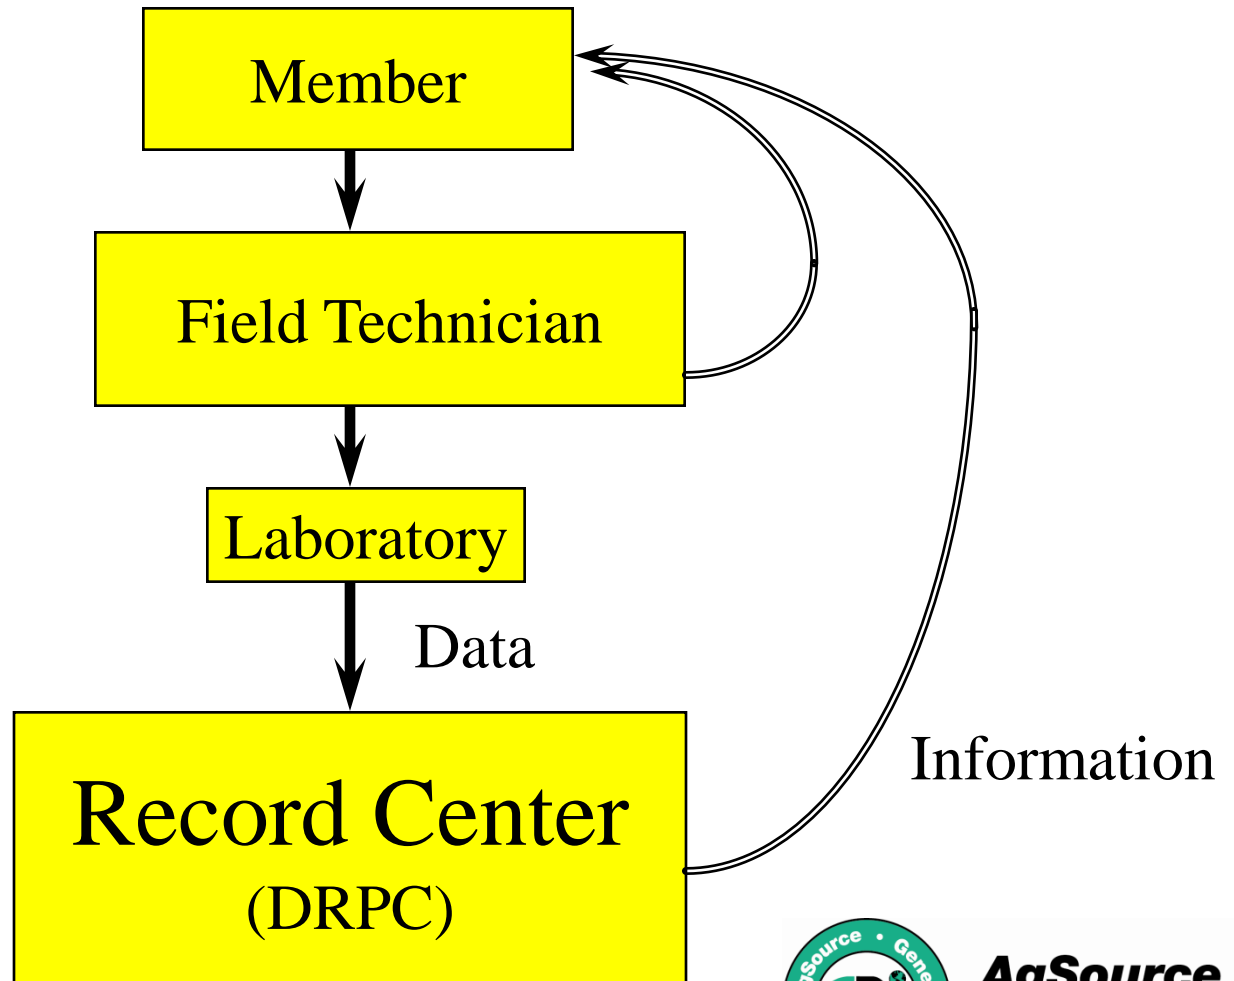 Member
Field Technician
Laboratory
Data
Information
Record Center
(DRPC)
AgSource